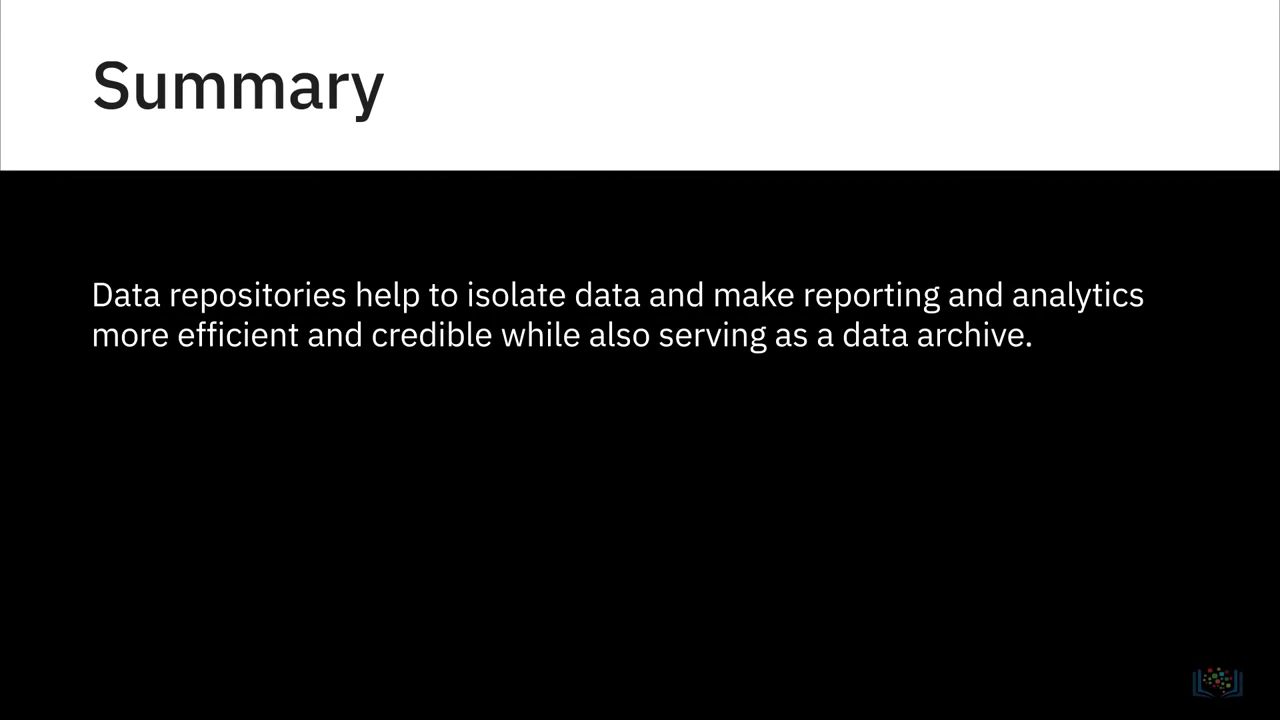 Summary
Data repositories help to isolate data and make reporting and analytics
more efficient and credible while also serving as a data archive.